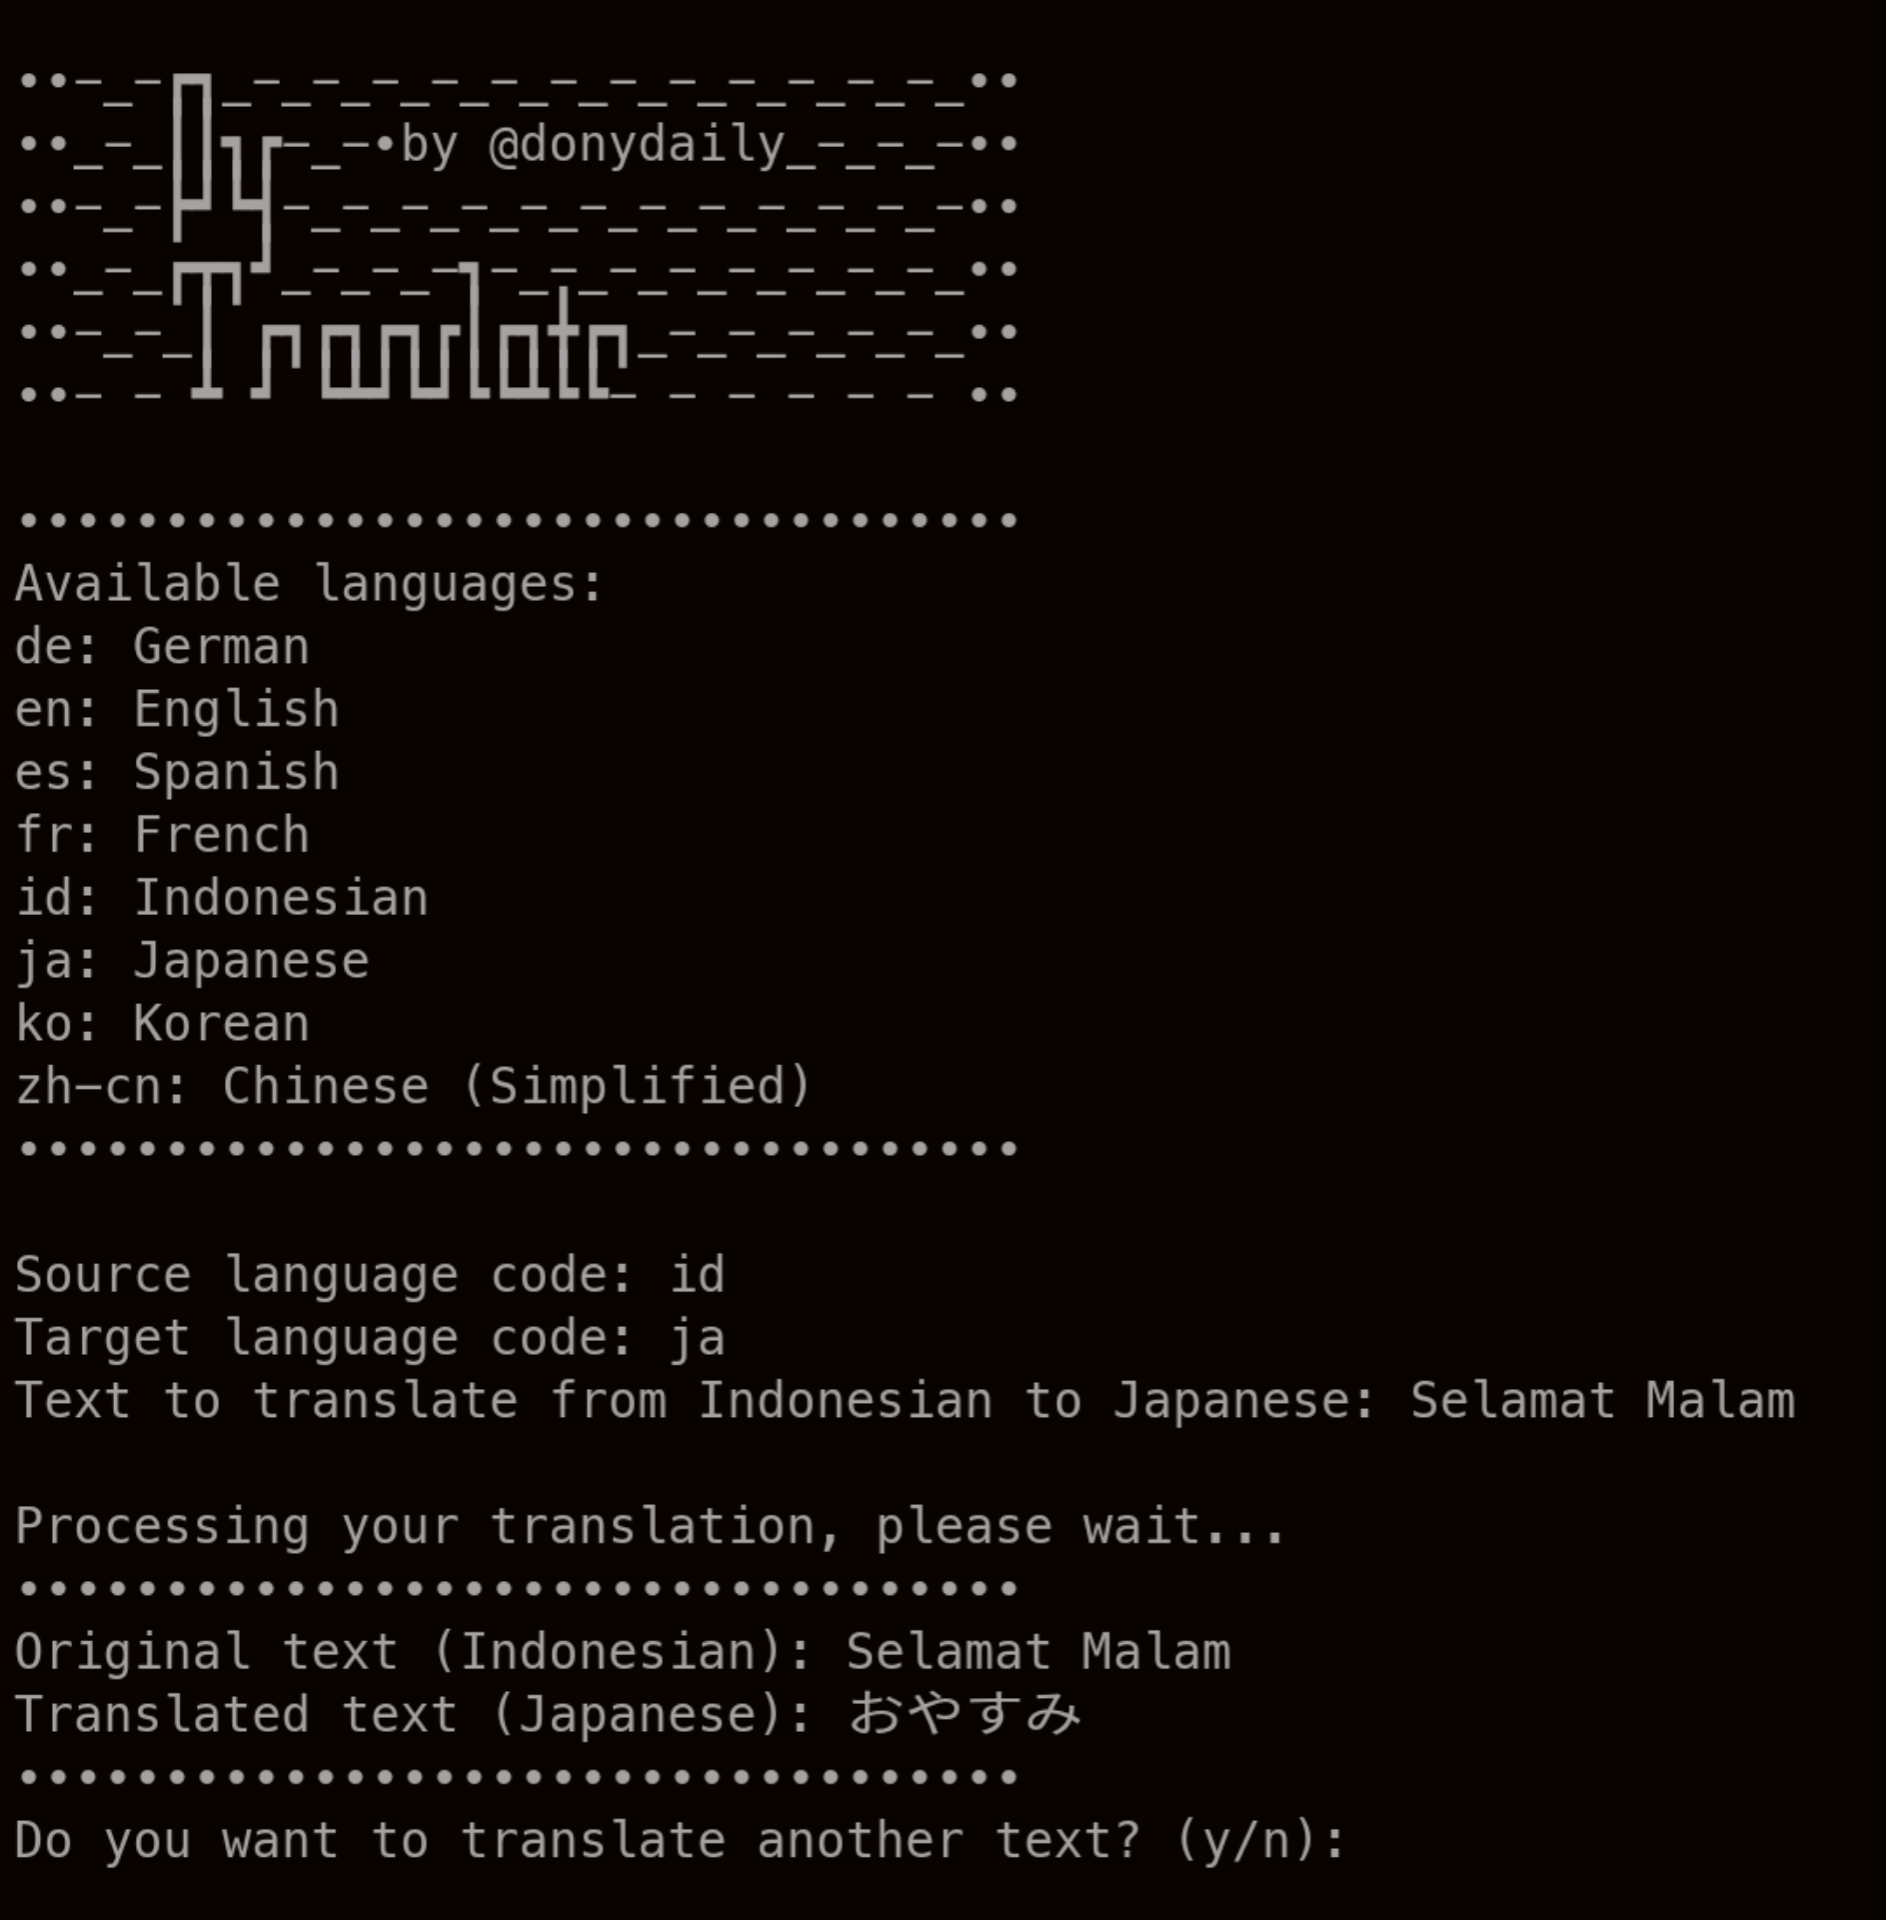 Py
by @donydaily
Translate
Available languages:
de: German
en: English
es: Spanish
fr: French
id: Indonesian
ja: Japanese
ko: Korean
zh-cn: Chinese (Simplified)
Source language code: id
Target language code: ja
Text to translate from Indonesian to Japanese: Selamat Malam
Processing your translation, please wait...
Original text (Indonesian): Selamat Malam
Translated text (Japanese): おやすみ
Do you want to translate another text? (y/n):